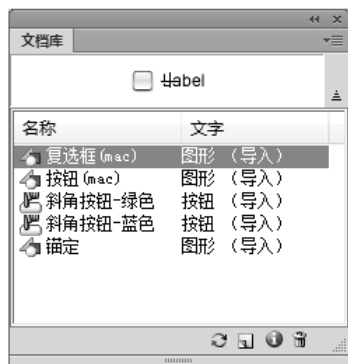 文档库
Label
名称 文字
复选框(mac) 图形 (导入)
按钮(mac) 图形 (导入)
斜角按钮-绿色 按钮 (导入)
斜角按钮-蓝色 按钮 (导入)
锚定 图形 (导入)